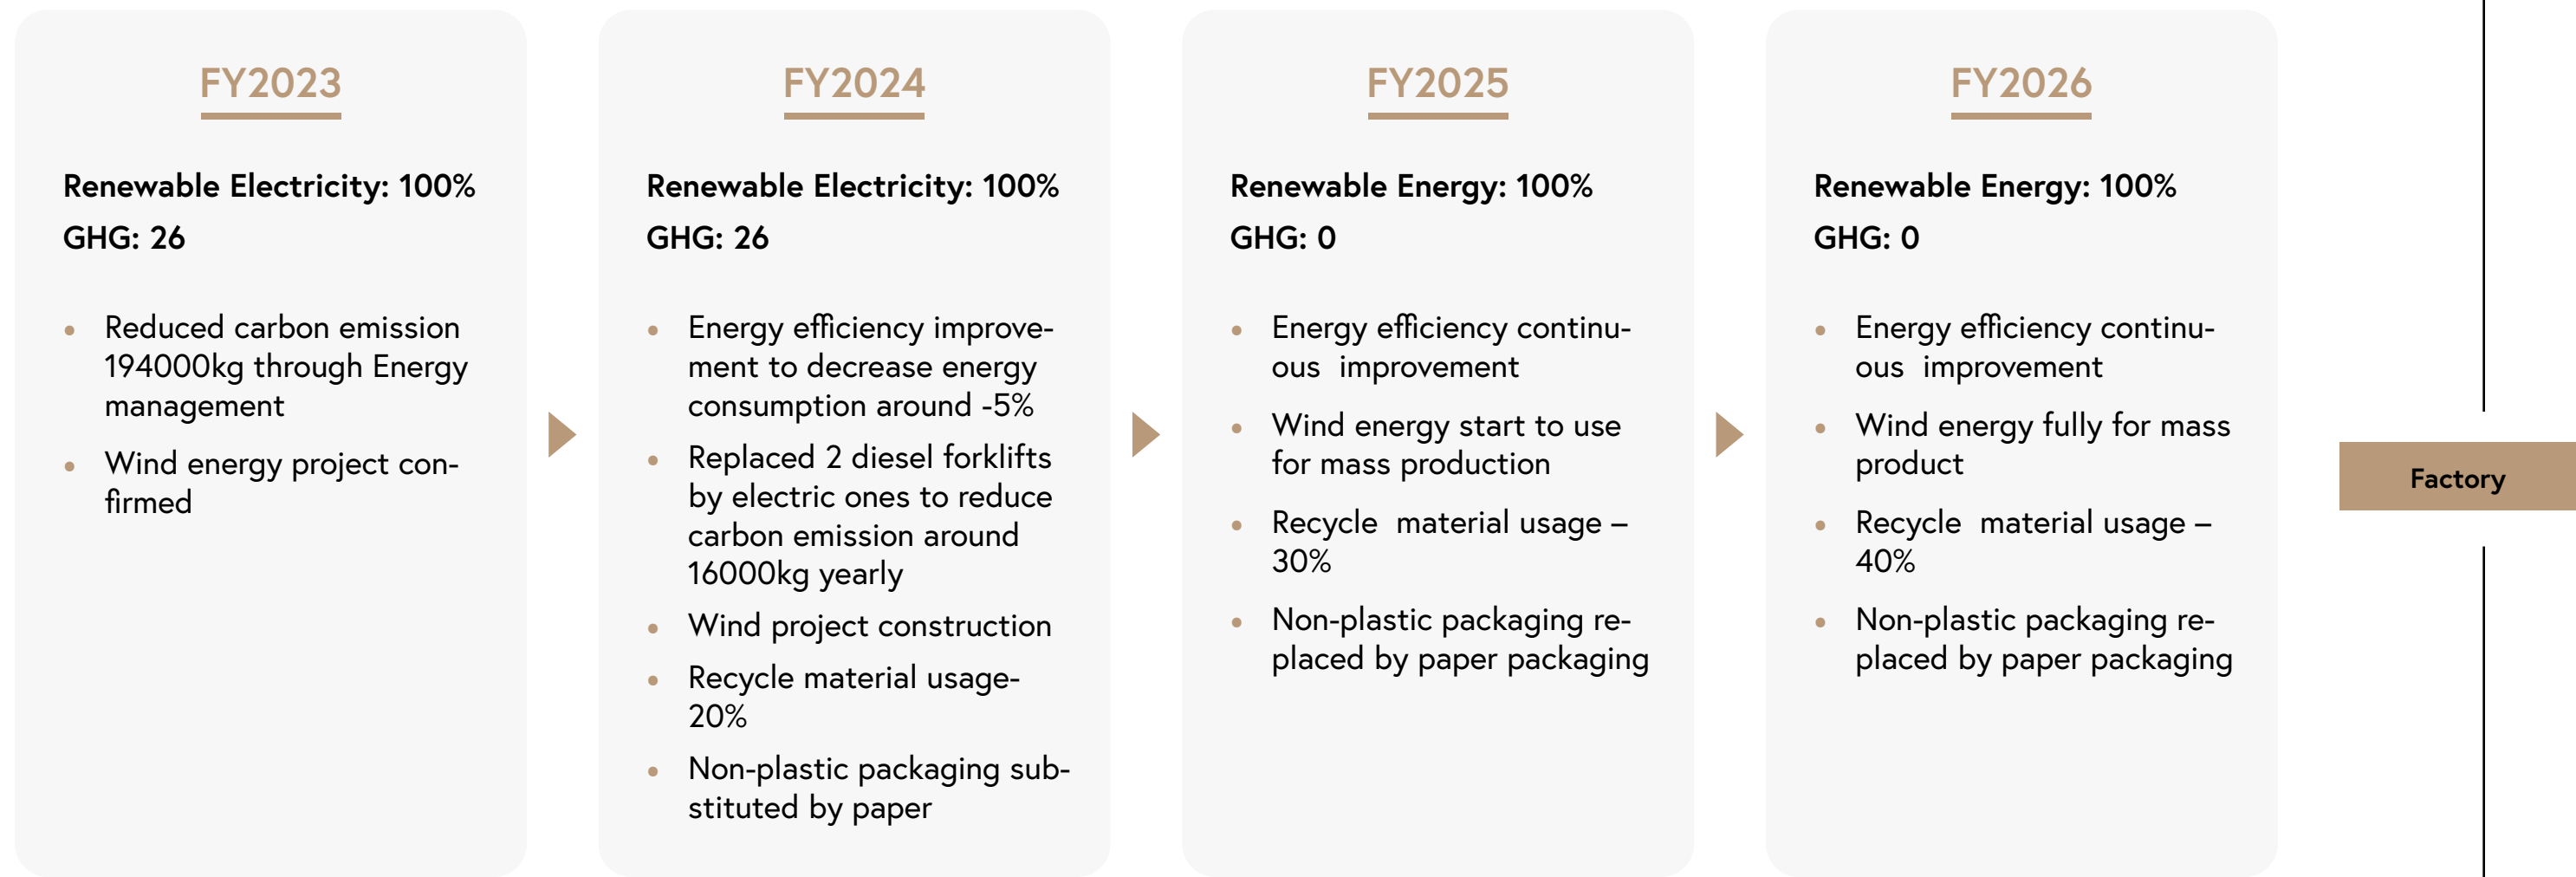 FY2023
Renewable Electricity: 100%
GHG: 26
• Reduced carbon emission
194000kg through Energy
management
• Wind energy project con-
firmed
FY2024
Renewable Electricity: 100%
GHG: 26
• Energy efficiency improve-
ment to decrease energy
consumption around -5%
• Replaced 2 diesel forklifts
by electric ones to reduce
carbon emission around
16000kg yearly
• Wind project construction
• Recycle material usage-
20%
• Non-plastic packaging sub-
stituted by paper
FY2025
Renewable Energy: 100%
GHG: 0
• Energy efficiency continu-
ous  improvement
• Wind energy start to use
for mass production
• Recycle  material usage –
30%
• Non-plastic packaging re-
placed by paper packaging
FY2026
Renewable Energy: 100%
GHG: 0
• Energy efficiency continu-
ous  improvement
• Wind energy fully for mass
product
• Recycle  material usage –
40%
• Non-plastic packaging re-
placed by paper packaging
Factory